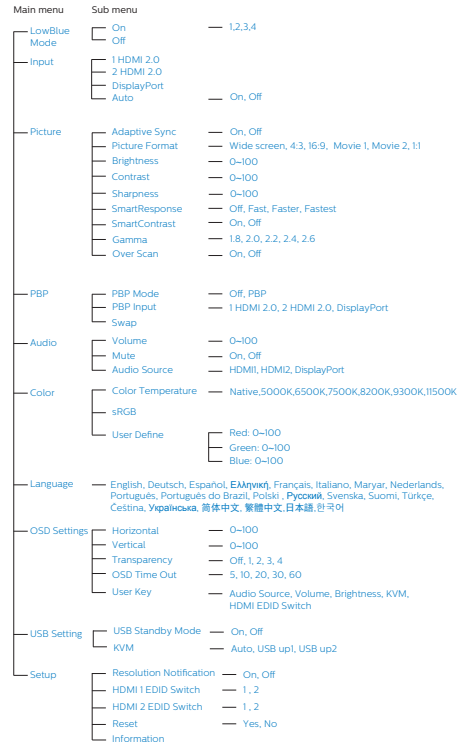 Main menu Sub menu
LowBlue Mode
On 1,2,3,4
Off
Input
1 HDMI 2.0
2 HDMI 2.0
DisplayPort
Auto On, Off
Picture
Adaptive Sync On, Off
Picture Format Wide screen, 4:3, 16:9, Movie 1, Movie 2, 1:1
Brightness 0~100
Contrast 0~100
Sharpness 0~100
SmartResponse Off, Fast, Faster, Fastest
SmartContrast On, Off
Gamma 1.8, 2.0, 2.2, 2.4, 2.6
Over Scan On, Off
PBP
PBP Mode Off, PBP
PBP Input 1 HDMI 2.0, 2 HDMI 2.0, DisplayPort
Swap
Audio
Volume 0~100
Mute On, Off
Audio Source HDMI1, HDMI2, DisplayPort
Color
Color Temperature Native,5000K,6500K,7500K,8200K,9300K,11500K
sRGB
User Define
Red: 0~100
Green: 0~100
Blue: 0~100
Language
English, Deutsch, Español, Ελληνική, Français, Italiano, Maryar, Nederlands,
Português, Português do Brazil, Polski , Русский, Svenska, Suomi, Türkçe,
Čeština, Українська, 简体中文, 繁體中文,日本語,한국어
OSD Settings
Horizontal 0~100
Vertical 0~100
Transparency Off, 1, 2, 3, 4
OSD Time Out 5, 10, 20, 30, 60
User Key Audio Source, Volume, Brightness, KVM,
HDMI EDID Switch
USB Setting
USB Standby Mode On, Off
KVM Auto, USB up1, USB up2
Setup
Resolution Notification On, Off
HDMI 1 EDID Switch 1 , 2
HDMI 2 EDID Switch 1 , 2
Reset Yes, No
Information